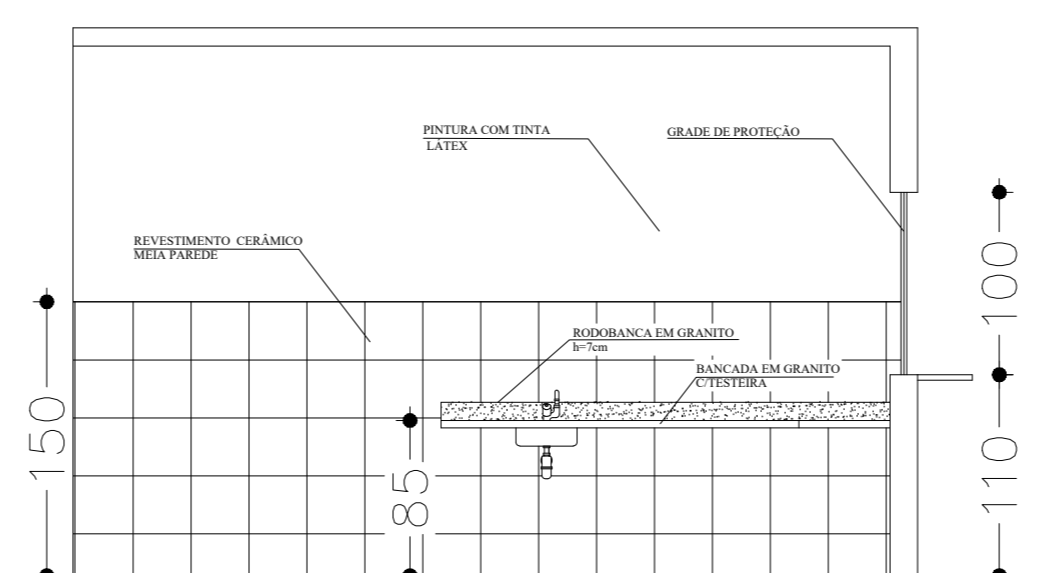 PINTURA COM TINTA
LÁTEX
GRADE DE PROTEÇÃO
REVESTIMENTO CERÂMICO
MEIA PAREDE
100
RODOBANCA EM GRANITO
h=7cm
BANCADA EM GRANITO
C/TESTEIRA
150
85
110